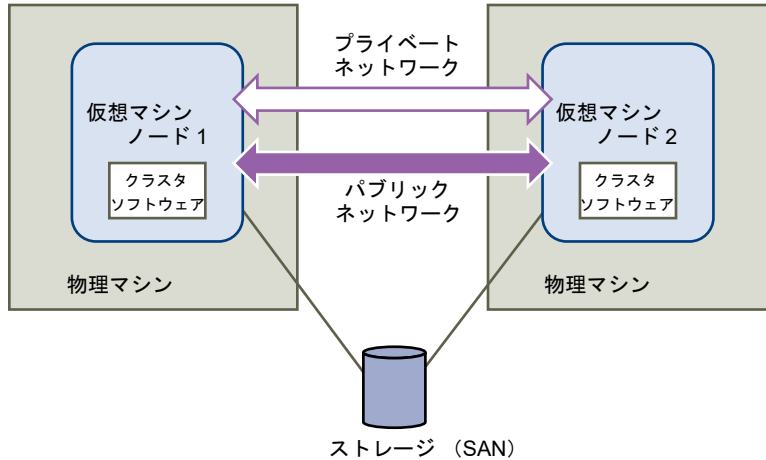 プライベート
ネットワーク
仮想マシン
ノード 1
クラスタ
ソフトウェア
仮想マシン
ノード 2
クラスタ
ソフトウェア
パブリック
ネットワーク
物理マシン
物理マシン
ストレージ （SAN）